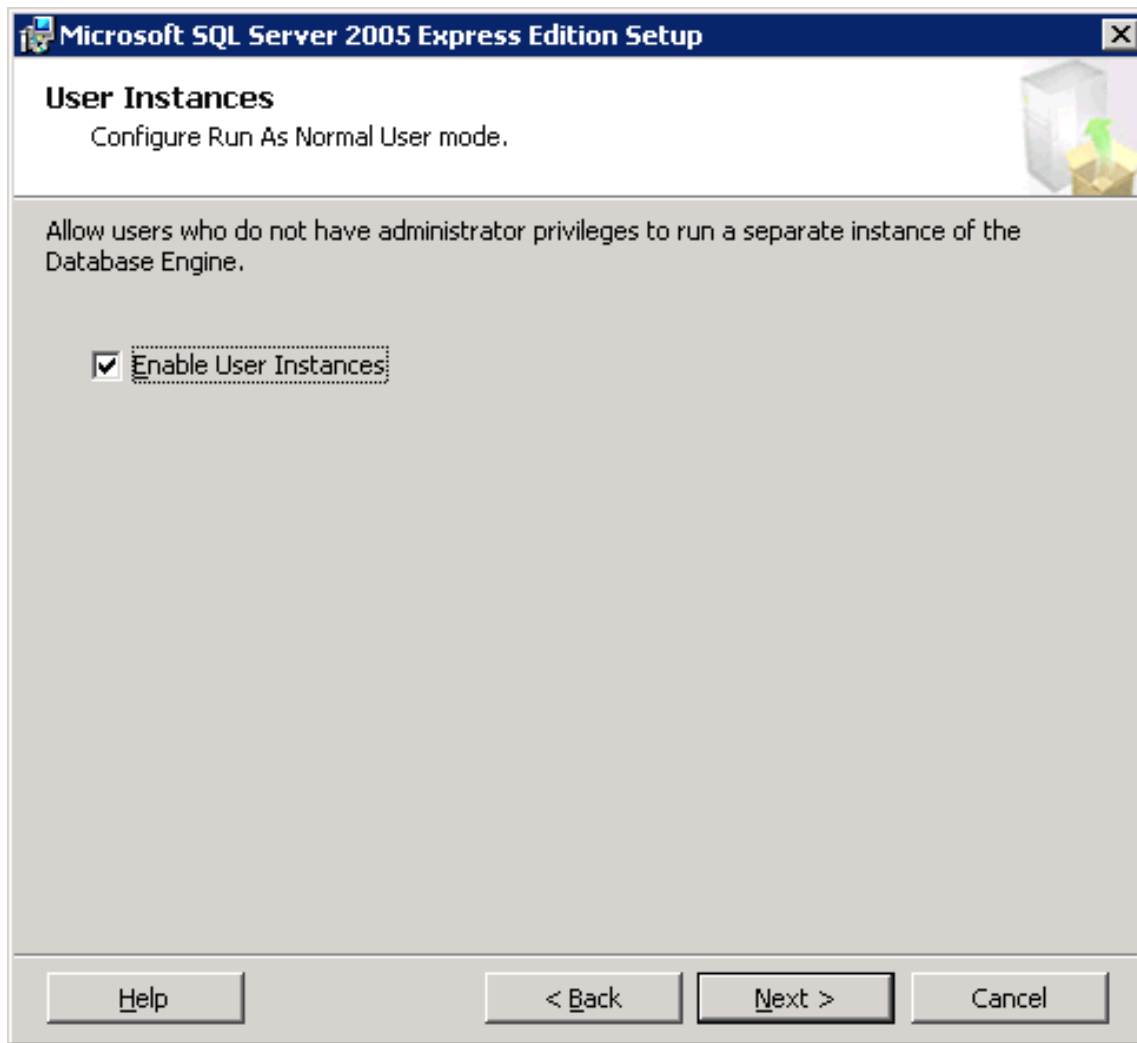 Microsoft SQL Server 2005 Express Edition Setup
User Instances
Configure Run As Normal User mode.
Allow users who do not have administrator privileges to run a separate instance of the
Database Engine.
Enable User Instances
Help
< Back
Next >
Cancel